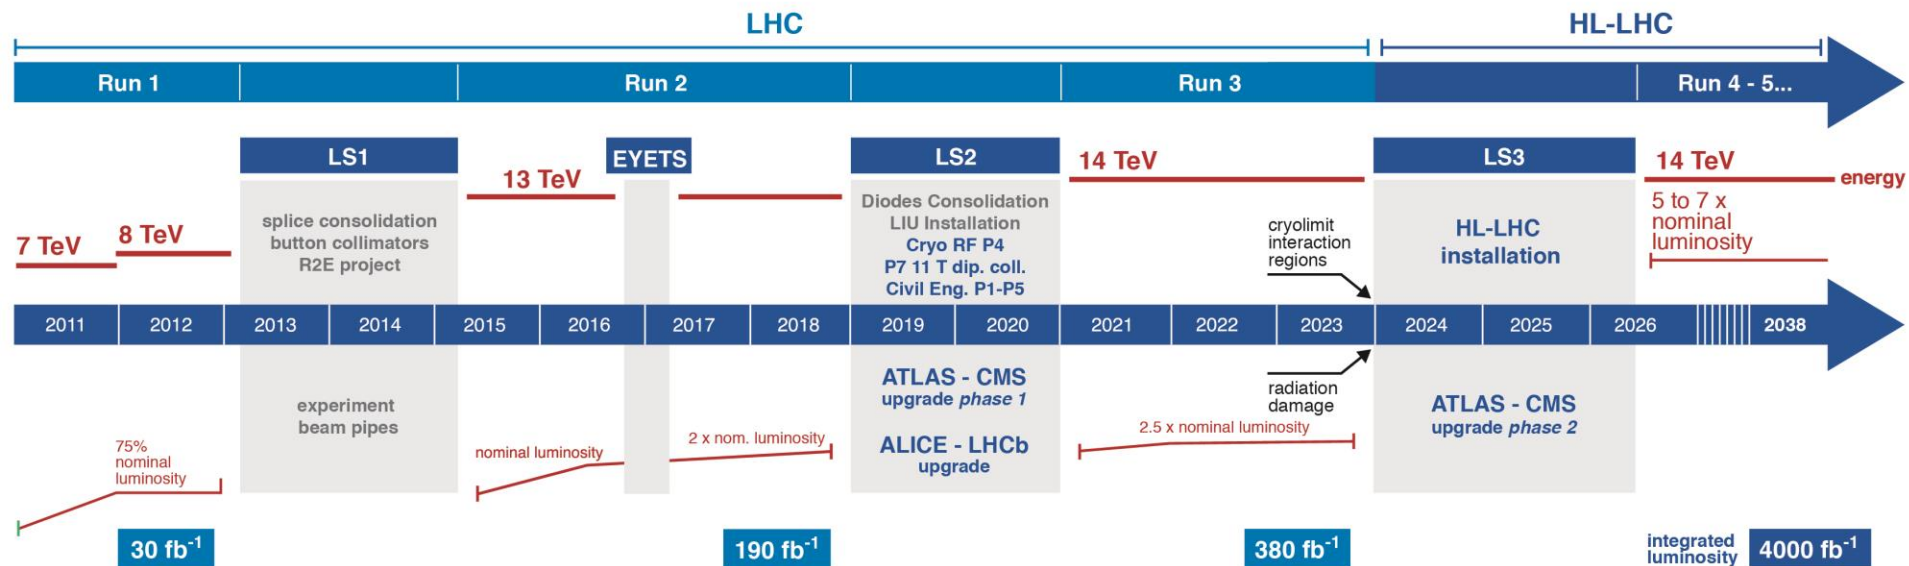 LHC
HL-LHC
Run 1
Run 2
Run 3
Run 4 - 5...
LS1
EYETS
LS2
LS3
7 TeV
8 TeV
13 TeV
14 TeV
14 TeV
energy
splice consolidation
button collimators
R2E project
Diodes Consolidation
LIU Installation
Cryo RF P4
P7 11 T dip. coll.
Civil Eng. P1-P5
cryolimit
interaction
regions
HL-LHC
installation
5 to 7 x
nominal
luminosity
2011
2012
2013
2014
2015
2016
2017
2018
2019
2020
2021
2022
2023
2024
2025
2026
2038
75%
nominal
luminosity
experiment
beam pipes
nominal luminosity
2 x nom. luminosity
ATLAS - CMS
upgrade phase 1
ALICE - LHCb
upgrade
radiation
damage
2.5 x nominal luminosity
ATLAS - CMS
upgrade phase 2
30 fb⁻¹
190 fb⁻¹
380 fb⁻¹
integrated
luminosity
4000 fb⁻¹